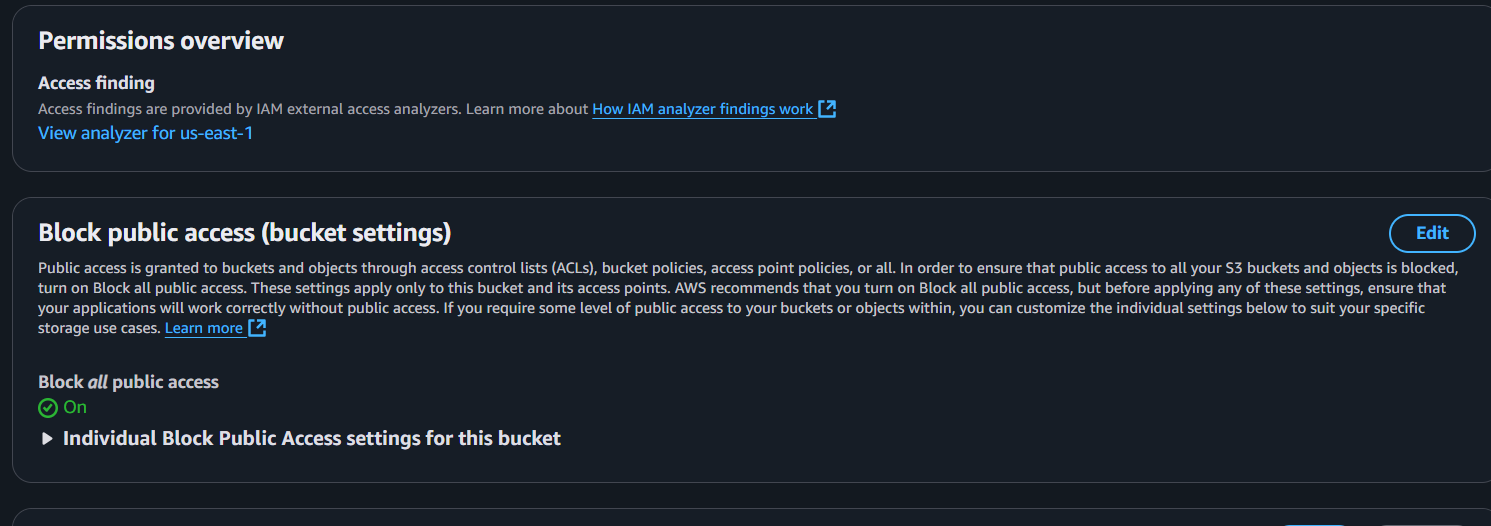 Permissions overview
Access finding
Access findings are provided by IAM external access analyzers. Learn more about How IAM analyzer findings work
View analyzer for us-east-1
Block public access (bucket settings)
Edit
Public access is granted to buckets and objects through access control lists (ACLs), bucket policies, access point policies, or all. In order to ensure that public access to all your S3 buckets and objects is blocked,
turn on Block all public access. These settings apply only to this bucket and its access points. AWS recommends that you turn on Block all public access, but before applying any of these settings, ensure that
your applications will work correctly without public access. If you require some level of public access to your buckets or objects within, you can customize the individual settings below to suit your specific
storage use cases. Learn more
Block all public access
On
Individual Block Public Access settings for this bucket